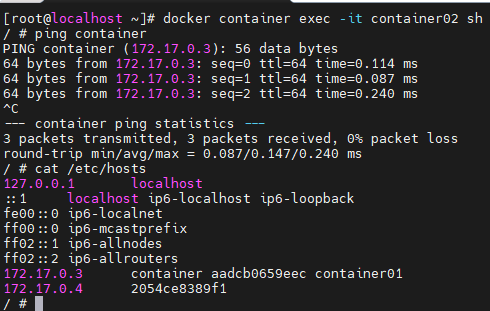 [root@localhost ~]# docker container exec -it container02 sh
/ # ping container
PING container (172.17.0.3): 56 data bytes
64 bytes from 172.17.0.3: seq=0 ttl=64 time=0.114 ms
64 bytes from 172.17.0.3: seq=1 ttl=64 time=0.087 ms
64 bytes from 172.17.0.3: seq=2 ttl=64 time=0.240 ms
^C
--- container ping statistics ---
3 packets transmitted, 3 packets received, 0% packet loss
round-trip min/avg/max = 0.087/0.147/0.240 ms
/ # cat /etc/hosts
127.0.0.1	localhost
::1	localhost ip6-localhost ip6-loopback
fe00::0	ip6-localnet
ff00::0	ip6-mcastprefix
ff02::1	ip6-allnodes
ff02::2	ip6-allrouters
172.17.0.3	container aadcb0659eec container01
172.17.0.4	2054ce8389f1
/ #